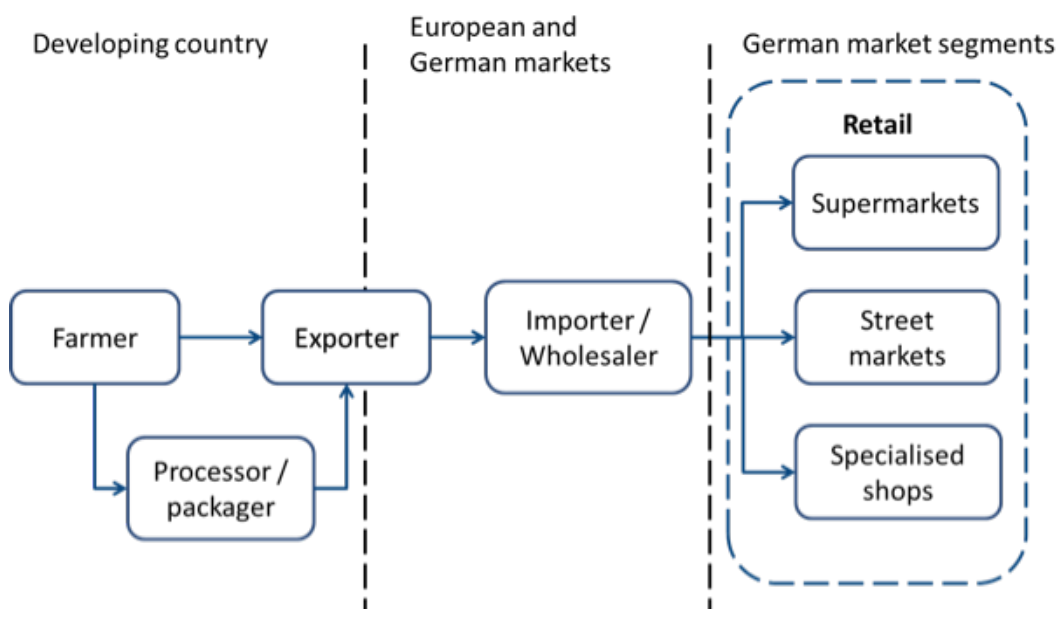 Developing country
European and
German markets
German market segments
Retail
Supermarkets
Farmer
Exporter
Importer /
Wholesaler
Street
markets
Processor /
packager
Specialised
shops